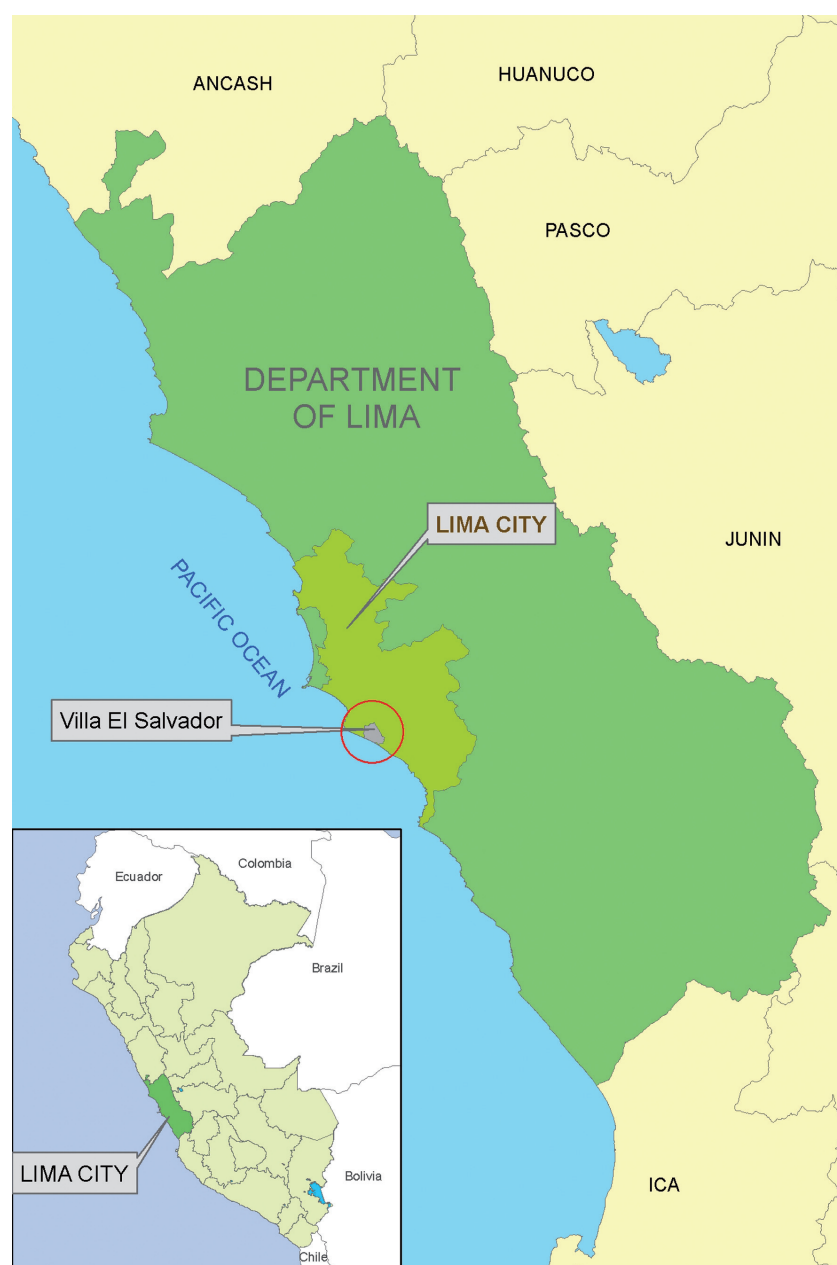 HUANUCO
ANCASH
PASCO
DEPARTMENT
OF LIMA
LIMA CITY
JUNIN
PACIFIC OCEAN
Villa El Salvador
Colombia
Ecuador
Brazil
LIMA CITY
Bolivia
ICA
Chile